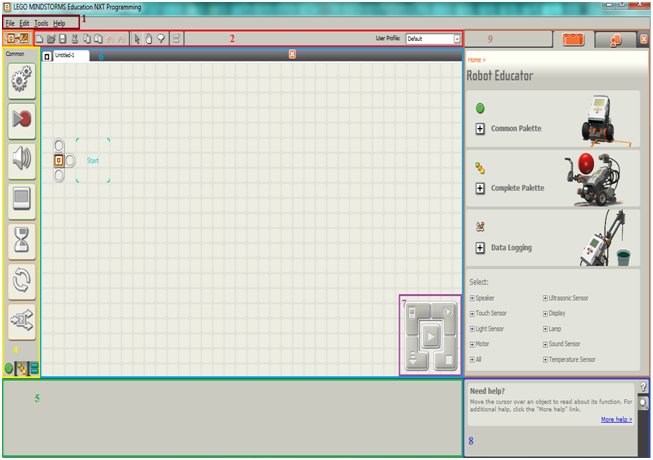 LEGO MINDSTORMS Education NXT Programming
1
File Edit Tools Help
2
User Profile: Default
9
Common
Untitled-1
6
Home >
Robot Educator
Common Palette
Start
Complete Palette
Data Logging
Select:
Speaker Ultrasonic Sensor
Touch Sensor Display
Light Sensor Lamp
Motor Sound Sensor
All Temperature Sensor
7
4
5
Need help?
Move the cursor over an object to read about its function. For
additional help, click the "More help" link.
More help >
8